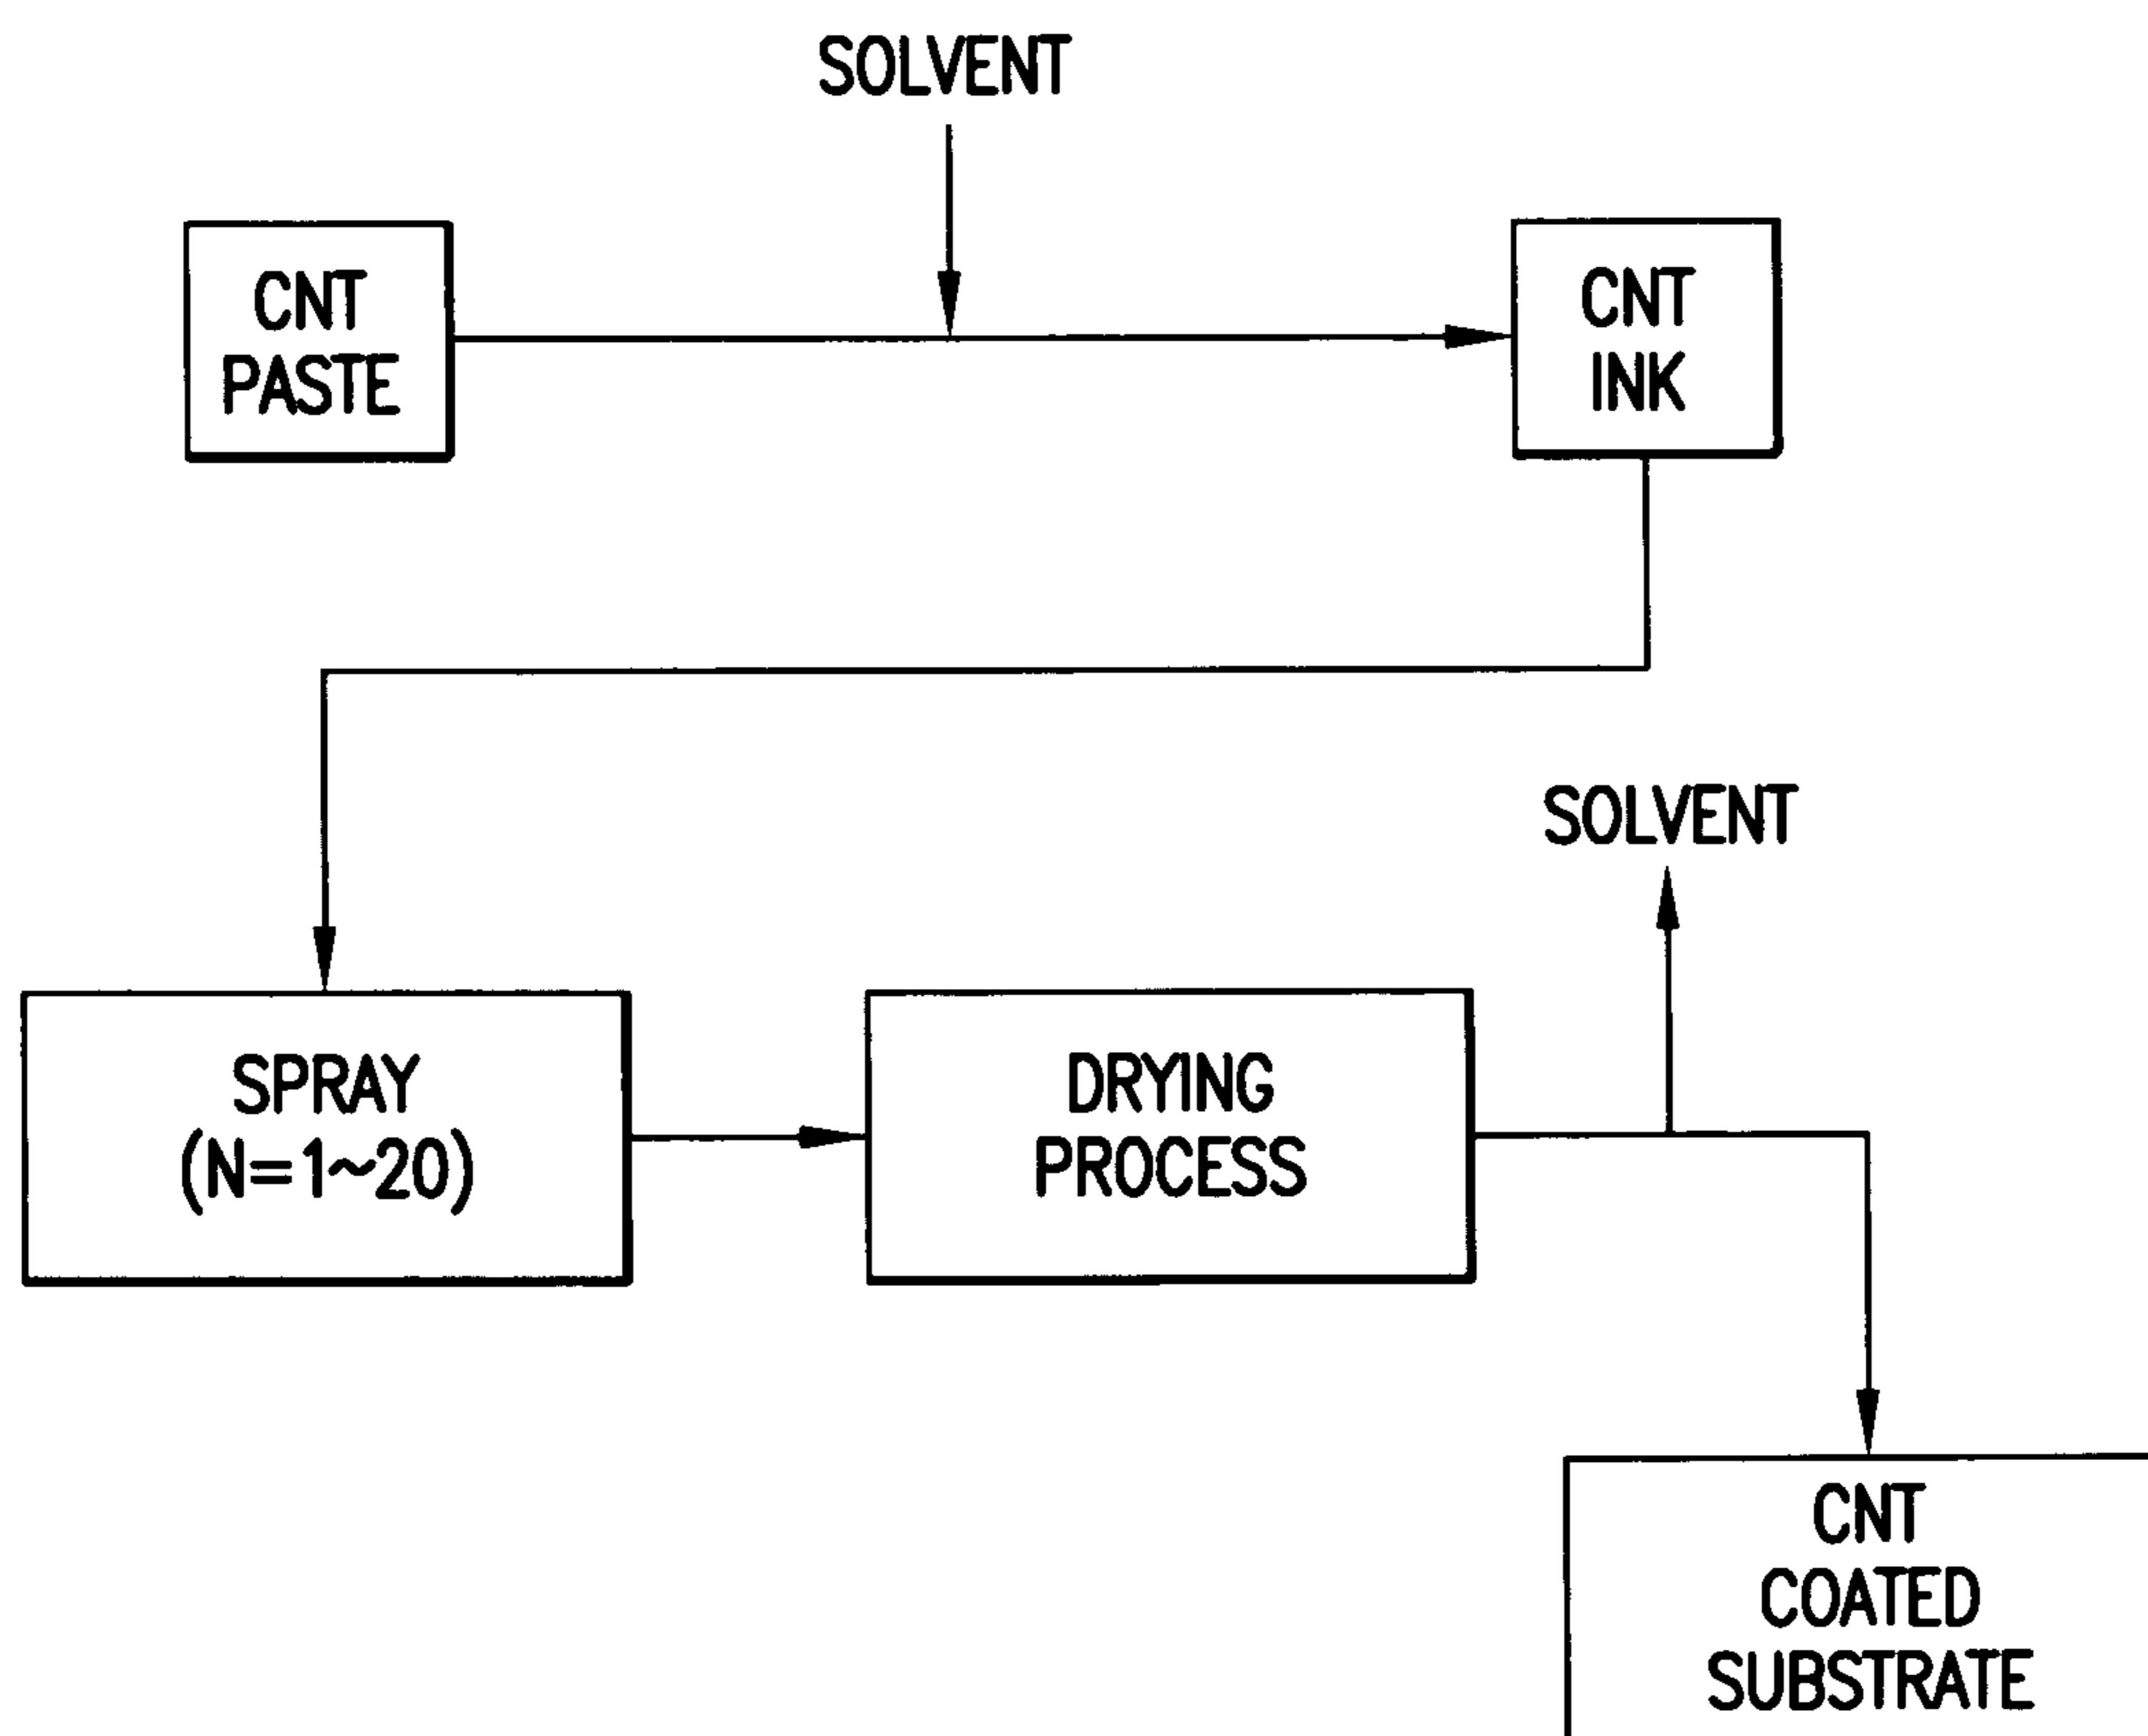 SOLVENT
CNT
PASTE
CNT
INK
SOLVENT
SPRAY
(N=1~20)
DRYING
PROCESS
CNT
COATED
SUBSTRATE